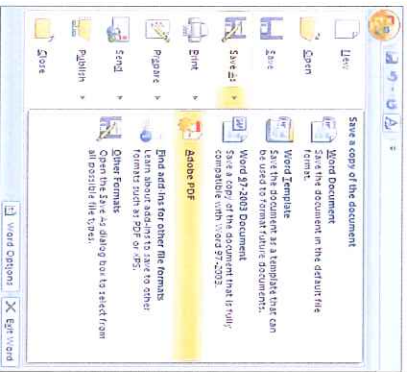 New
Open
Save
Save As
Print
Prepare
Send
Publish
Close
Save a copy of the document
Word Document
Save the document in the default file
format.
Word Template
Save the document as a template that can
be used to format future documents.
Word 97-2003 Document
Save a copy of the document that is fully
compatible with Word 97-2003.
Adobe PDF
Find add-ins for other file formats
Learn about add-ins to save to other
formats such as PDF or XPS.
Other Formats
Open the Save As dialog box to select from
all possible file types.
Word Options
Exit Word